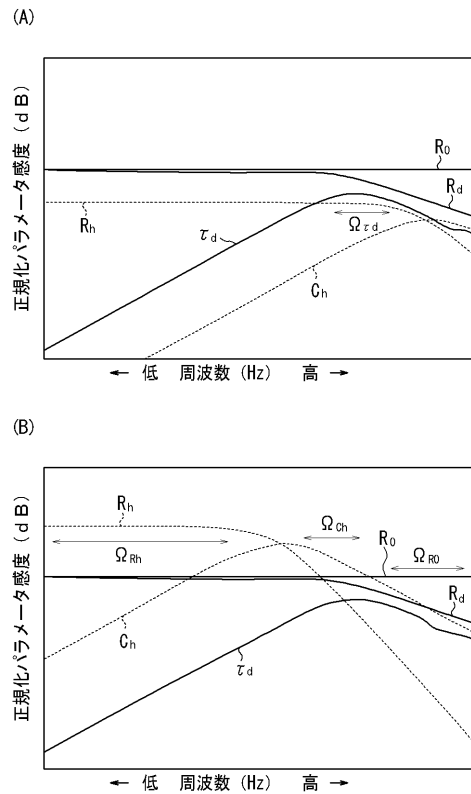 (A)
正規化パラメータ感度 (dB)
R0
Rd
Rh
τd
Ωτd
Ch
← 低 周波数 (Hz) 高 →
(B)
正規化パラメータ感度 (dB)
Rh
ΩRh
ΩCh
R0
ΩR0
Rd
Ch
τd
← 低 周波数 (Hz) 高 →